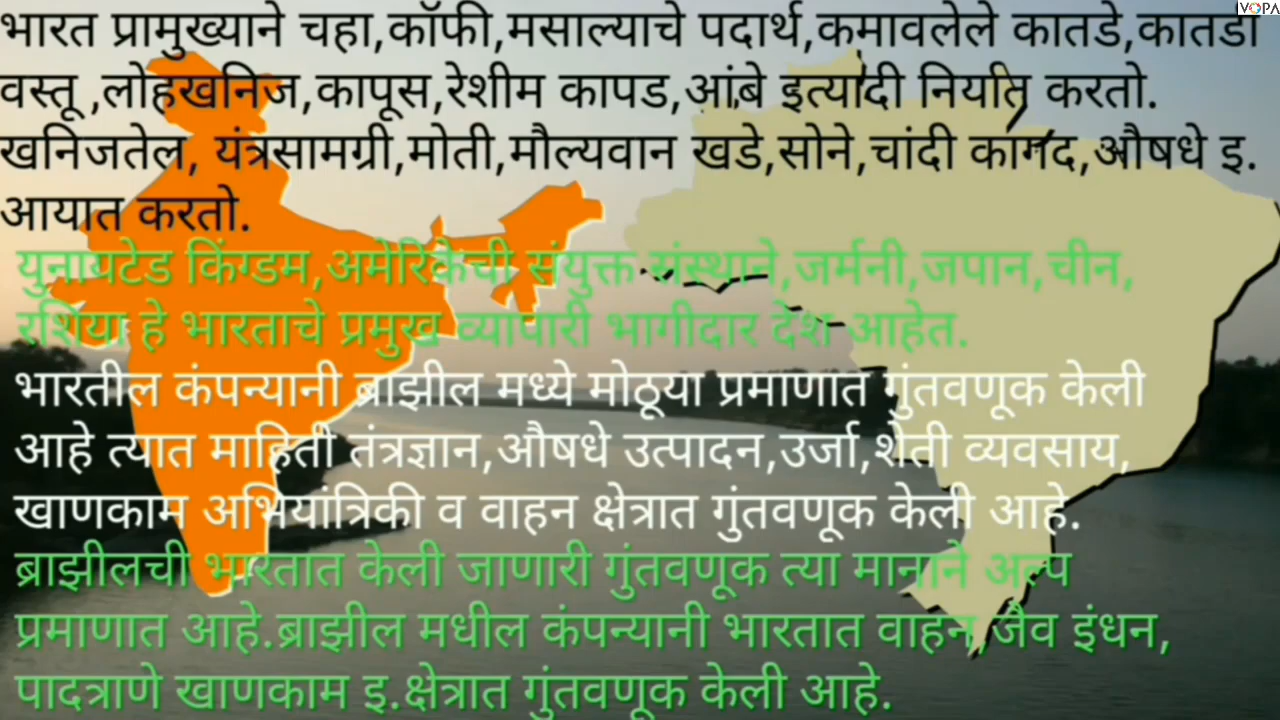 VOPA
भारत प्रामुख्याने चहा,कॉफी,मसाल्याचे पदार्थ,कमावलेले कातडे,कातडी
वस्तू ,लोहखनिज,कापूस,रेशीम कापड,आंबे इत्यादी निर्यात करतो.
खनिजतेल, यंत्रसामग्री,मोती,मौल्यवान खडे,सोने,चांदी कागद,औषधे इ.
आयात करतो.
युनायटेड किंग्डम,अमेरिकेची संयुक्त संस्थाने,जर्मनी,जपान,चीन,
रशिया हे भारताचे प्रमुख व्यापारी भागीदार देश आहेत.
भारतील कंपन्यानी ब्राझील मध्ये मोठ्या प्रमाणात गुंतवणूक केली
आहे त्यात माहिती तंत्रज्ञान,औषधे उत्पादन,उर्जा,शेती व्यवसाय,
खाणकाम अभियांत्रिकी व वाहन क्षेत्रात गुंतवणूक केली आहे.
ब्राझीलची भारतात केली जाणारी गुंतवणूक त्या मानाने अल्प
प्रमाणात आहे.ब्राझील मधील कंपन्यानी भारतात वाहन जैव इंधन,
पादत्राणे खाणकाम इ.क्षेत्रात गुंतवणूक केली आहे.